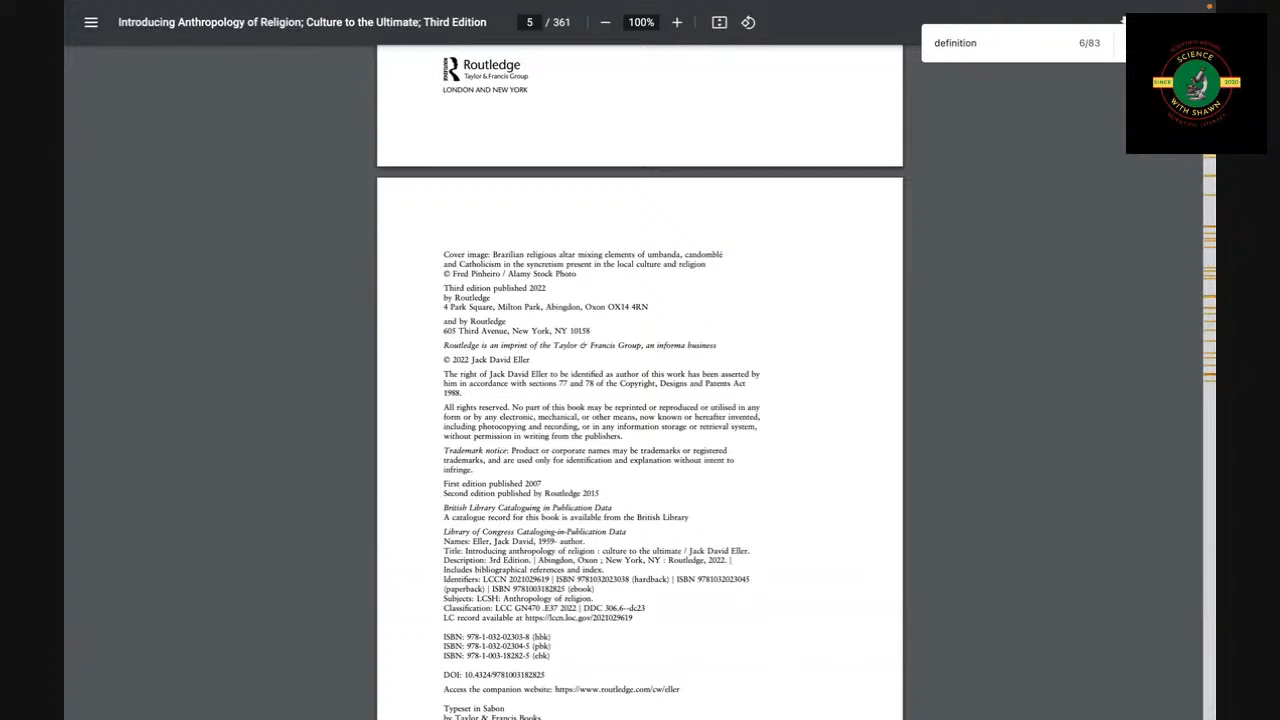 Introducing Anthropology of Religion; Culture to the Ultimate; Third Edition
5 / 361
100%
definition
6/83
SCIENTIFIC METHOD
SCIENCE
SINCE
2020
WITH SHAWN
SCIENTIFIC LITERACY
ROUTLEDGE
Routledge
Taylor & Francis Group
LONDON AND NEW YORK
Cover image: Brazilian religious altar mixing elements of umbanda, candomblé
and Catholicism in the syncretism present in the local culture and religion
© Fred Pinheiro / Alamy Stock Photo
Third edition published 2022
by Routledge
4 Park Square, Milton Park, Abingdon, Oxon OX14 4RN
and by Routledge
605 Third Avenue, New York, NY 10158
Routledge is an imprint of the Taylor & Francis Group, an informa business
© 2022 Jack David Eller
The right of Jack David Eller to be identified as author of this work has been asserted by
him in accordance with sections 77 and 78 of the Copyright, Designs and Patents Act
1988.
All rights reserved. No part of this book may be reprinted or reproduced or utilised in any
form or by any electronic, mechanical, or other means, now known or hereafter invented,
including photocopying and recording, or in any information storage or retrieval system,
without permission in writing from the publishers.
Trademark notice: Product or corporate names may be trademarks or registered
trademarks, and are used only for identification and explanation without intent to
infringe.
First edition published 2007
Second edition published by Routledge 2015
British Library Cataloguing in Publication Data
A catalogue record for this book is available from the British Library
Library of Congress Cataloging-in-Publication Data
Names: Eller, Jack David, 1959- author.
Title: Introducing anthropology of religion : culture to the ultimate / Jack David Eller.
Description: 3rd Edition. | Abingdon, Oxon ; New York, NY : Routledge, 2022. |
Includes bibliographical references and index.
Identifiers: LCCN 2021029619 | ISBN 9781032023038 (hardback) | ISBN 9781032023045
(paperback) | ISBN 9781003182825 (ebook)
Subjects: LCSH: Anthropology of religion.
Classification: LCC GN470 .E37 2022 | DDC 306.6--dc23
LC record available at https://lccn.loc.gov/2021029619
ISBN: 978-1-032-02303-8 (hbk)
ISBN: 978-1-032-02304-5 (pbk)
ISBN: 978-1-003-18282-5 (ebk)
DOI: 10.4324/9781003182825
Access the companion website: https://www.routledge.com/cw/eller
Typeset in Sabon
by Taylor & Francis Books